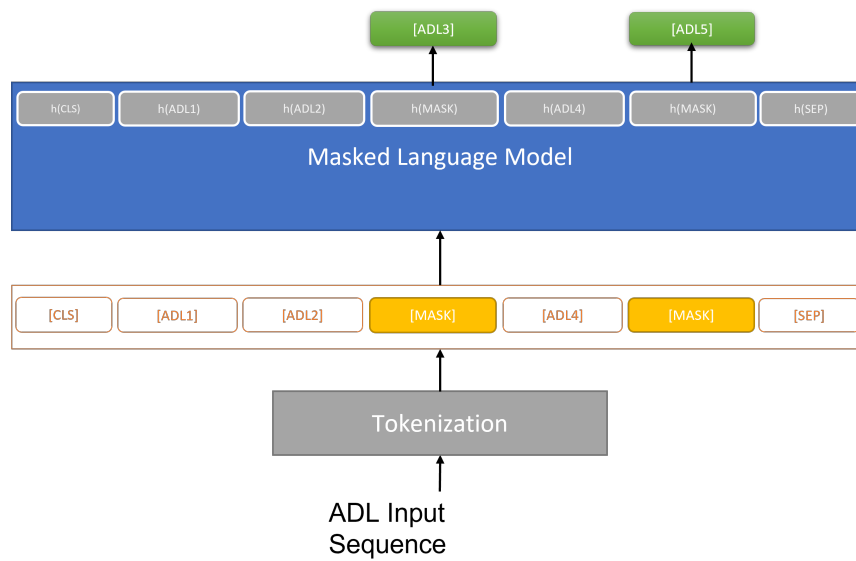 [ADL3] [ADL5]
h(CLS) h(ADL1) h(ADL2) h(MASK) h(ADL4) h(MASK) h(SEP)
Masked Language Model
[CLS] [ADL1] [ADL2] [MASK] [ADL4] [MASK] [SEP]
Tokenization
ADL Input
Sequence